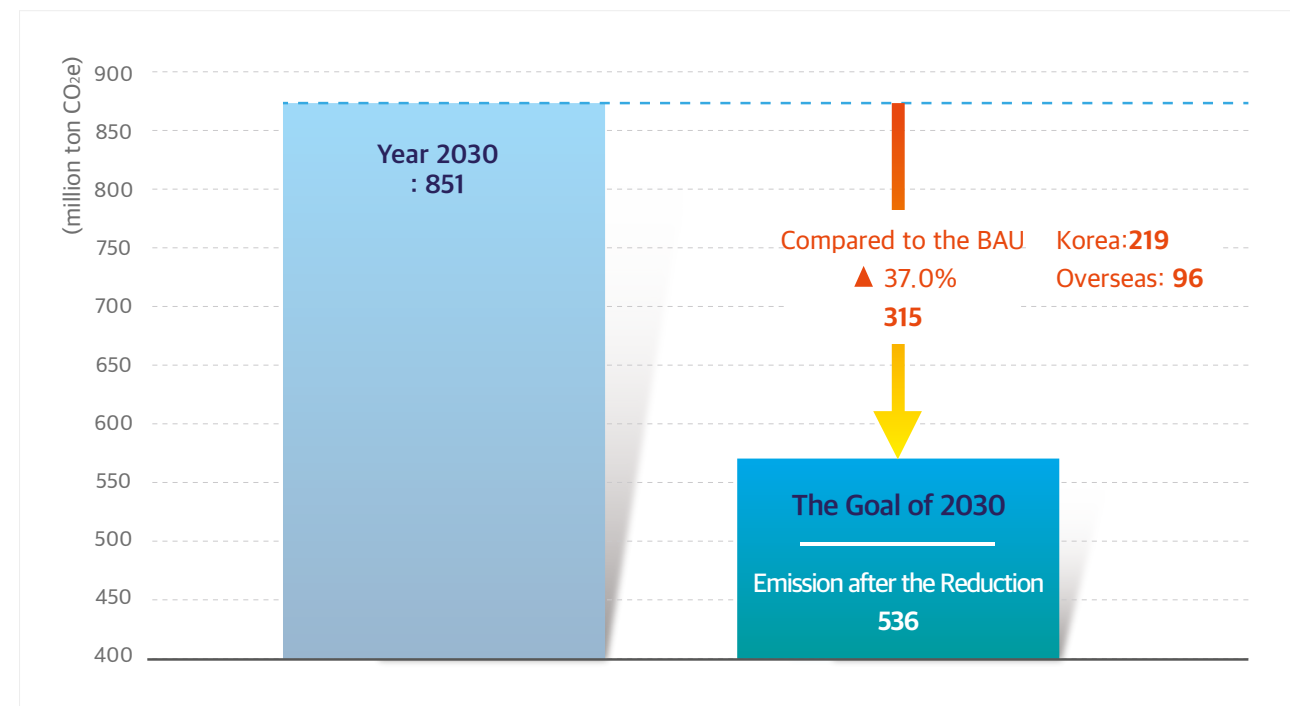 (million ton CO₂e)
900
850
800
750
700
650
600
550
500
450
400
Year 2030
: 851
Compared to the BAU
▲ 37.0%
315
Korea:219
Overseas: 96
The Goal of 2030
Emission after the Reduction
536